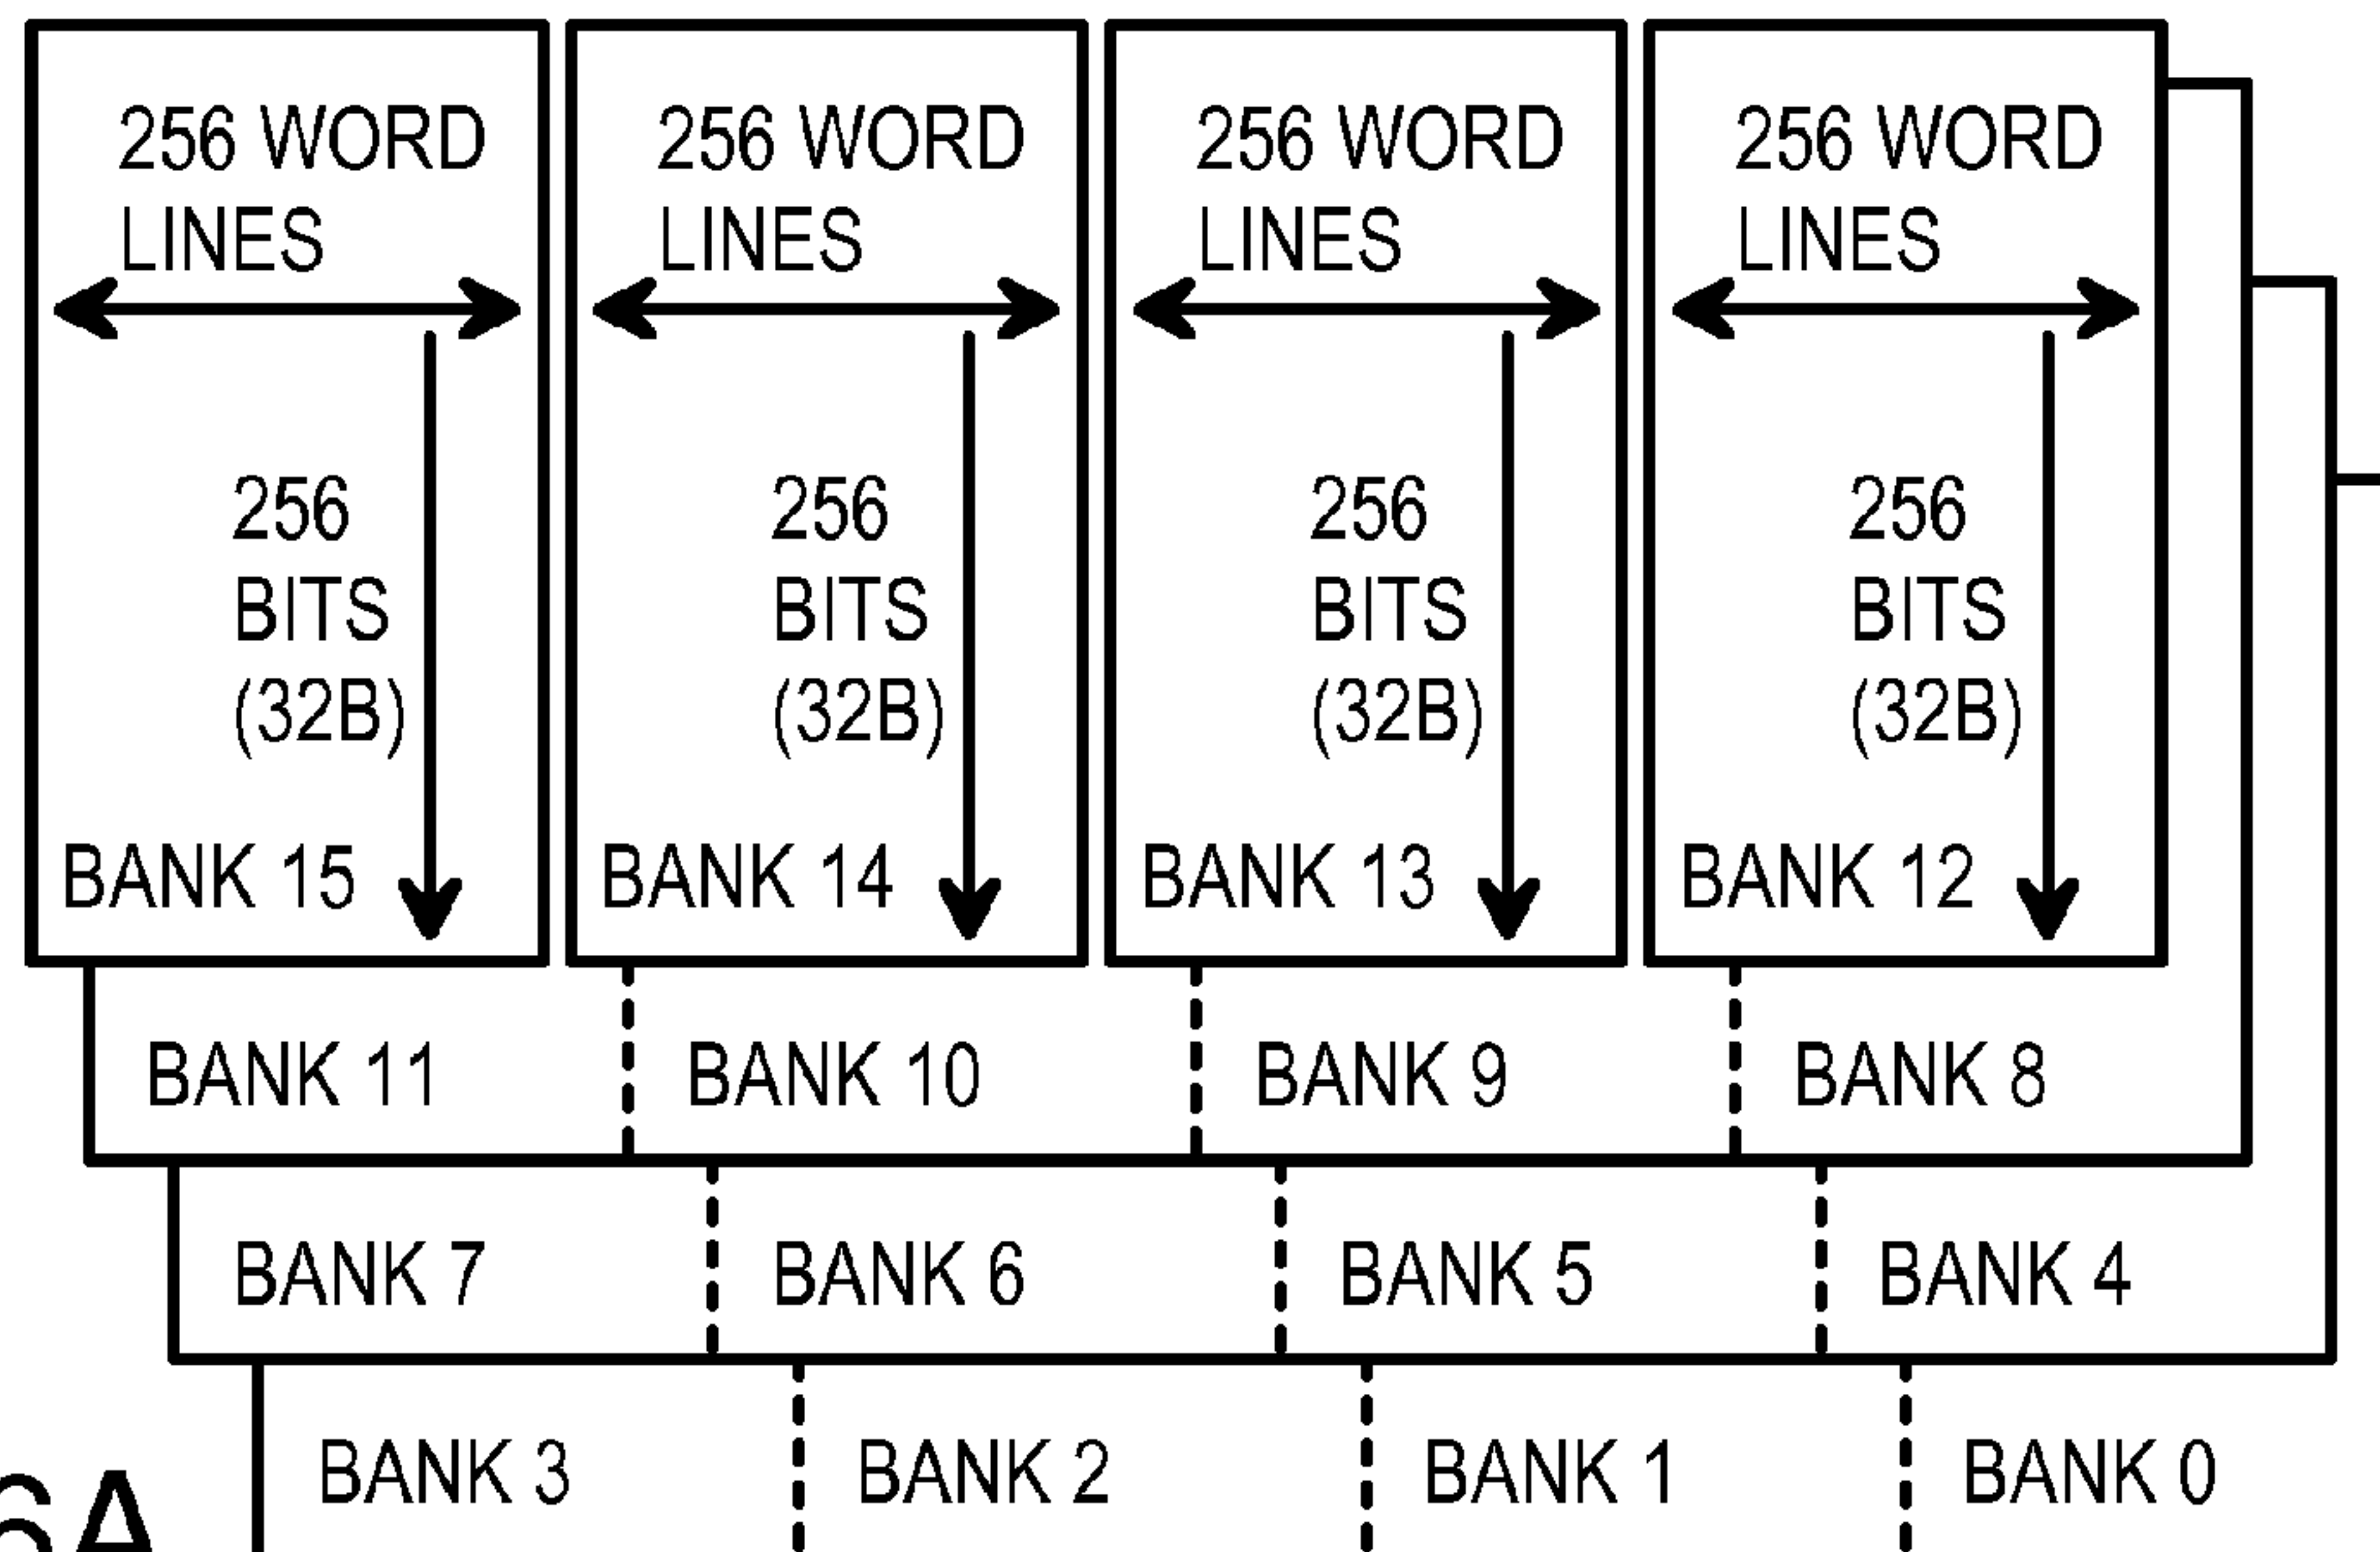 256 WORD LINES
256 BITS (32B)
BANK 15
256 WORD LINES
256 BITS (32B)
BANK 14
256 WORD LINES
256 BITS (32B)
BANK 13
256 WORD LINES
256 BITS (32B)
BANK 12
BANK 11
BANK 10
BANK 9
BANK 8
BANK 7
BANK 6
BANK 5
BANK 4
BANK 3
BANK 2
BANK 1
BANK 0